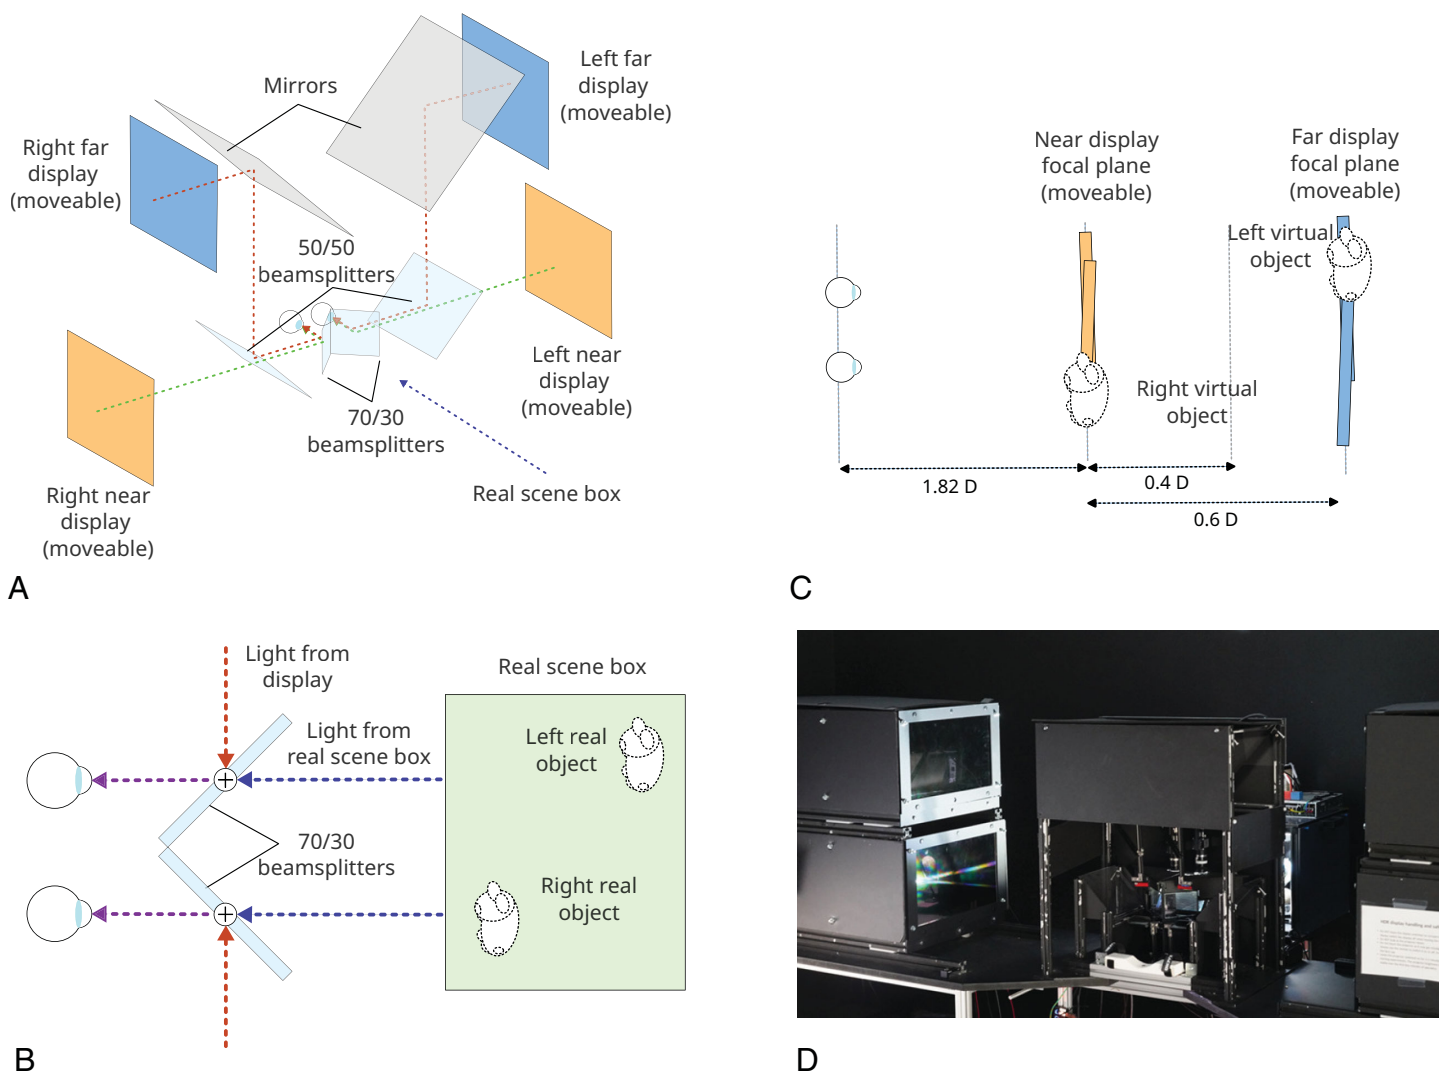 Mirrors
Left far
display
(moveable)
Right far
display
(moveable)
50/50
beamsplitters
Left near
display
(moveable)
70/30
beamsplitters
Real scene box
Right near
display
(moveable)
A
Near display
focal plane
(moveable)
Far display
focal plane
(moveable)
Left virtual
object
Right virtual
object
1.82 D
0.4 D
0.6 D
C
Light from
display
Real scene box
Light from
real scene box
Left real
object
70/30
beamsplitters
Right real
object
B
D